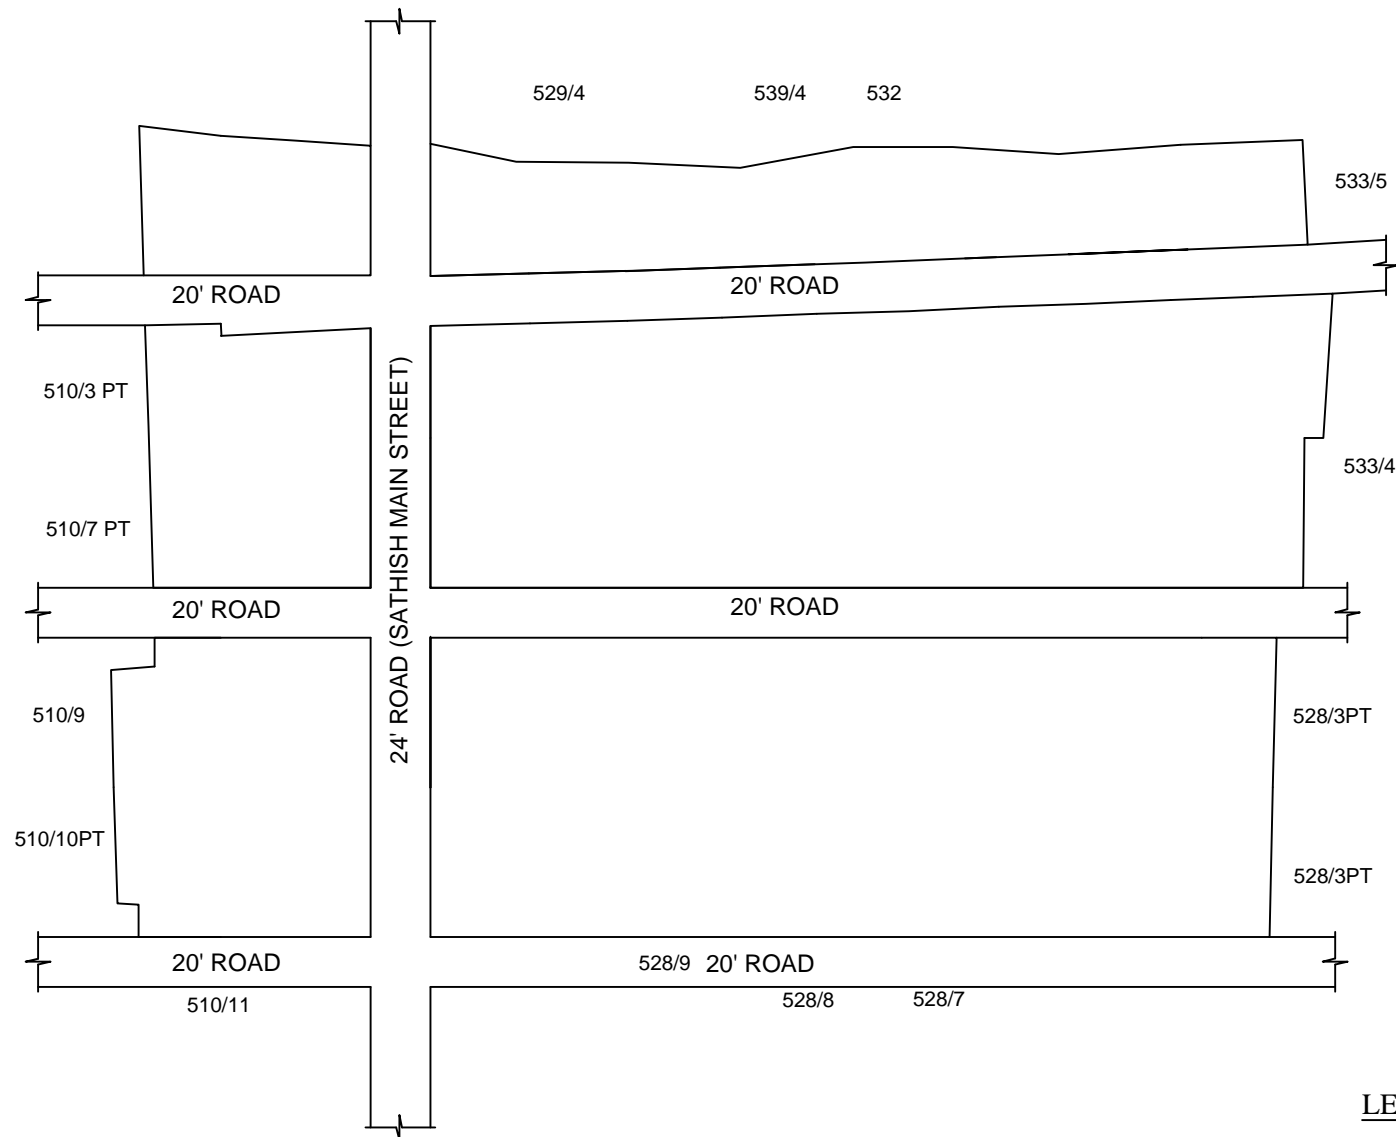 529/4
539/4
532
533/5
20' ROAD
20' ROAD
510/3 PT
24' ROAD (SATHISH MAIN STREET)
533/4
510/7 PT
20' ROAD
20' ROAD
510/9
528/3PT
510/10PT
528/3PT
20' ROAD
528/9
20' ROAD
510/11
528/8
528/7
LE